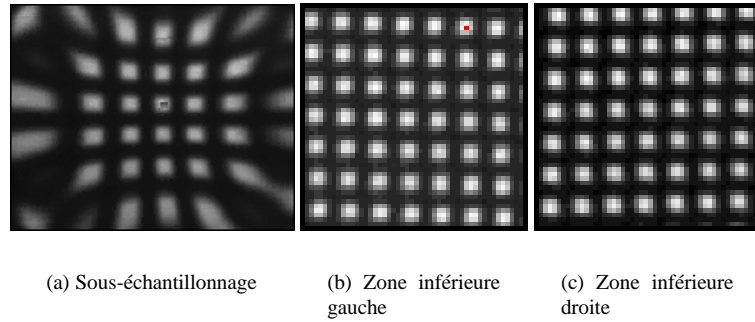 (a) Sous-échantillonnage
(b) Zone inférieure
gauche
(c) Zone inférieure
droite